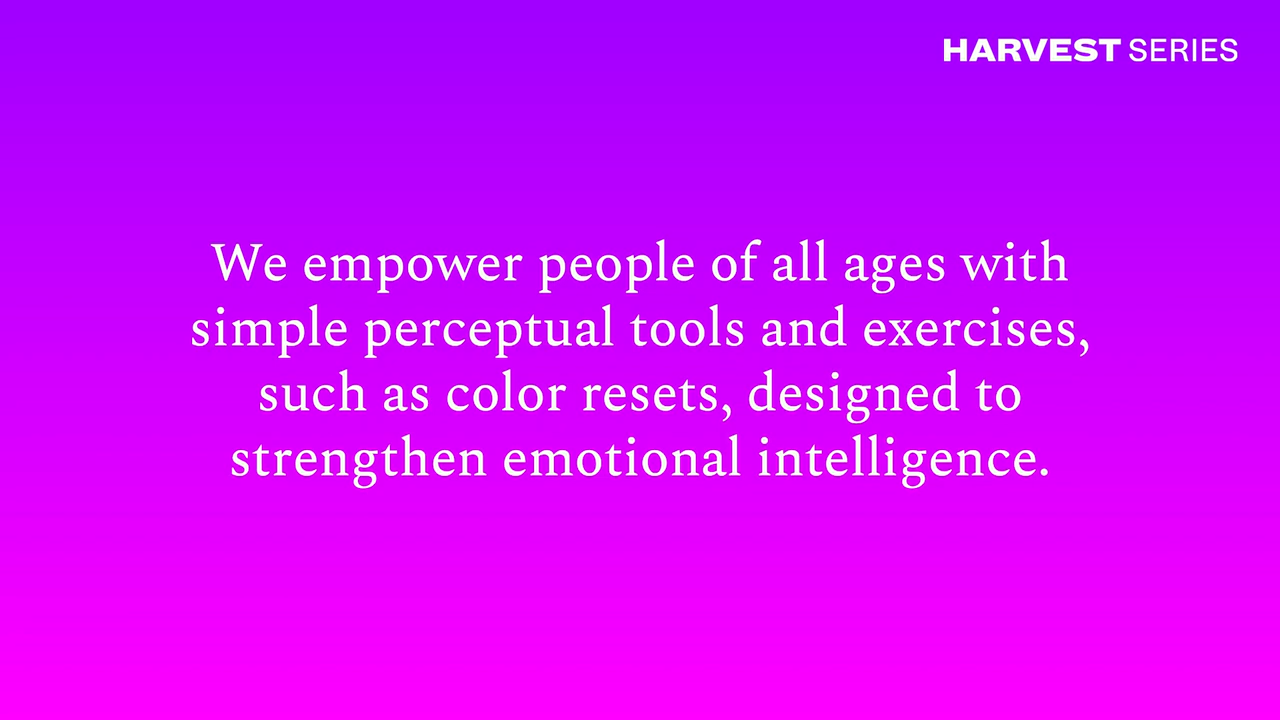 HARVEST SERIES
We empower people of all ages with
simple perceptual tools and exercises,
such as color resets, designed to
strengthen emotional intelligence.